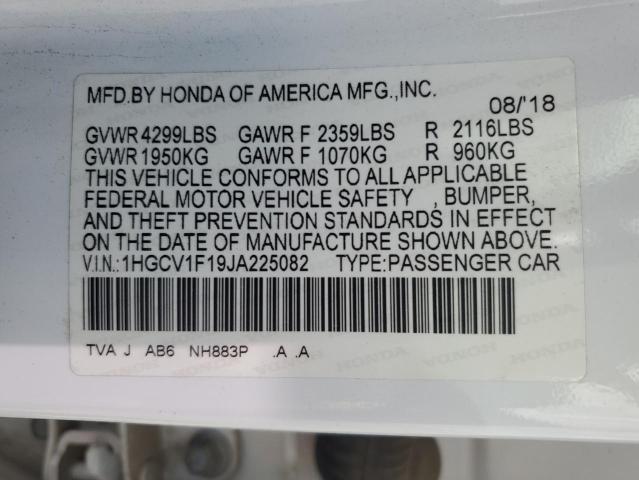 MFD.BY HONDA OF AMERICA MFG.,INC. 08/'18
GVWR 4299LBS GAWR F 2359LBS R 2116LBS
GVWR 1950KG GAWR F 1070KG R 960KG
THIS VEHICLE CONFORMS TO ALL APPLICABLE
FEDERAL MOTOR VEHICLE SAFETY , BUMPER,
AND THEFT PREVENTION STANDARDS IN EFFECT
ON THE DATE OF MANUFACTURE SHOWN ABOVE.
V.I.N.:1HGCV1F19JA225082 TYPE:PASSENGER CAR
TVA J AB6 NH883P .A .A